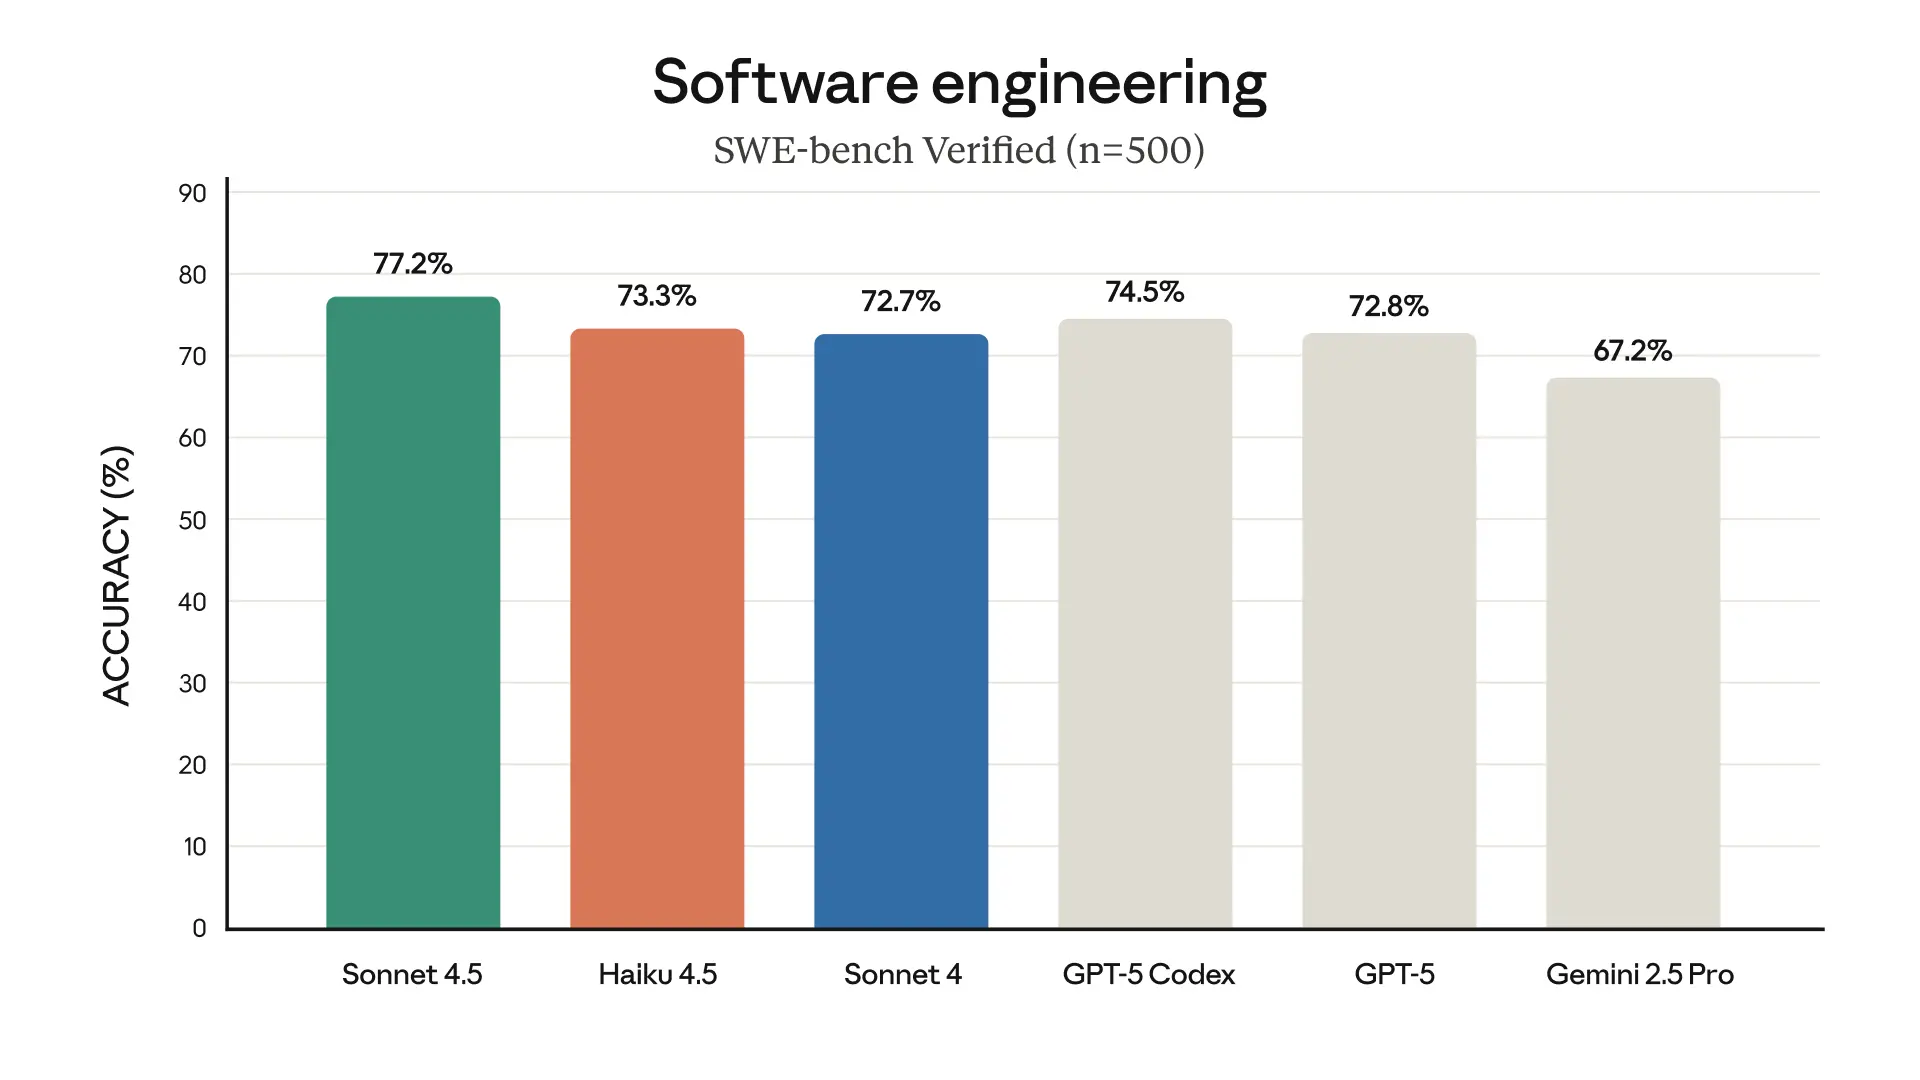 Software engineering
SWE-bench Verified (n=500)
ACCURACY (%)
90
80
70
60
50
40
30
20
10
0
77.2%
73.3%
72.7%
74.5%
72.8%
67.2%
Sonnet 4.5
Haiku 4.5
Sonnet 4
GPT-5 Codex
GPT-5
Gemini 2.5 Pro